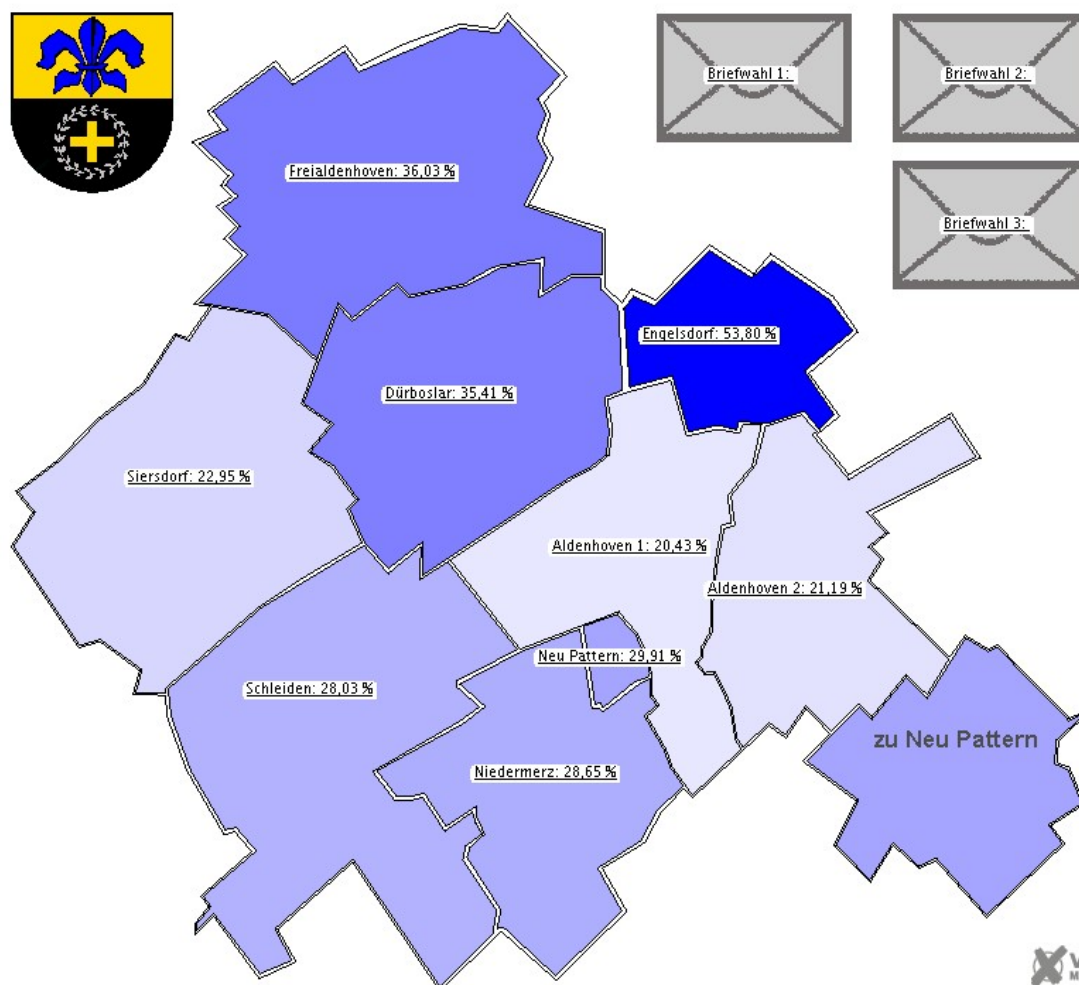 Briefwahl 1:
Briefwahl 2:
Freialdenhoven: 36,03 %
Briefwahl 3:
Engelsdorf: 53,80 %
Dürboslar: 35,41 %
Siersdorf: 22,95 %
Aldenhoven 1: 20,43 %
Aldenhoven 2: 21,19 %
Neu Pattern: 29,91 %
Schleiden: 28,03 %
zu Neu Pattern
Niedermerz: 28,65 %